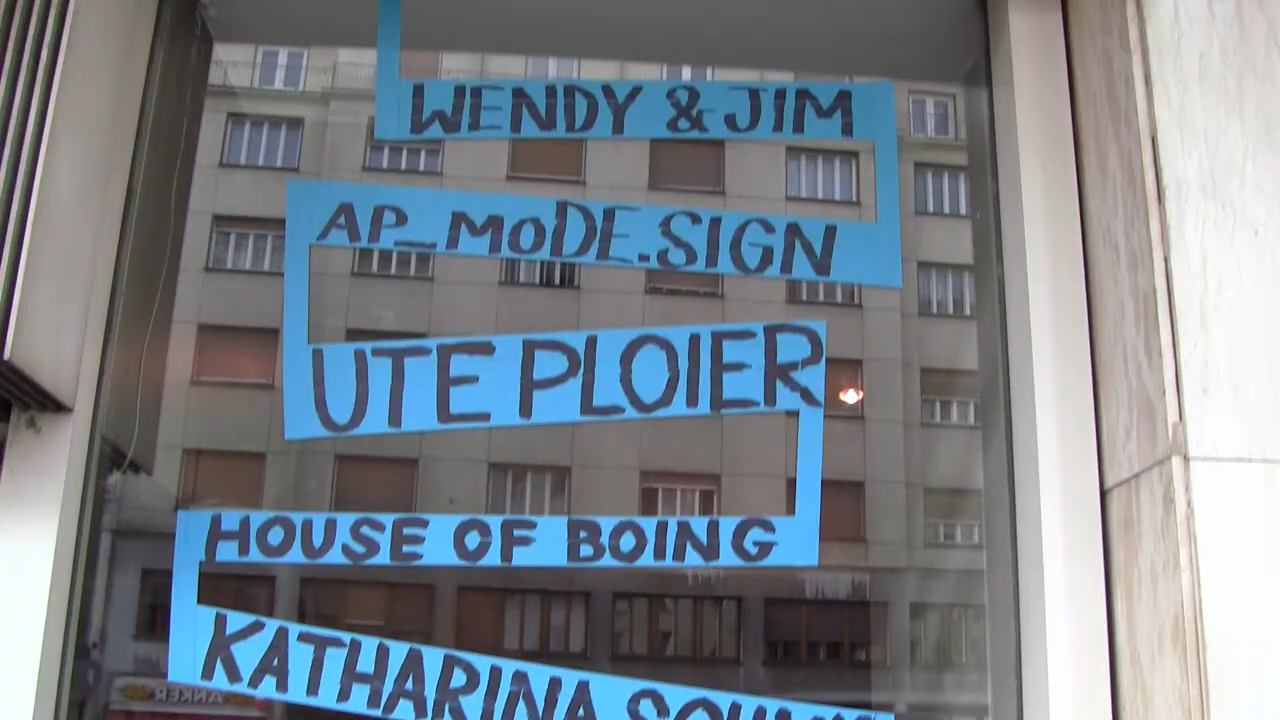 WENDY & JIM
AP_MODE.SIGN
UTE PLOIER
HOUSE OF BOING
KATHARINA
ANKER